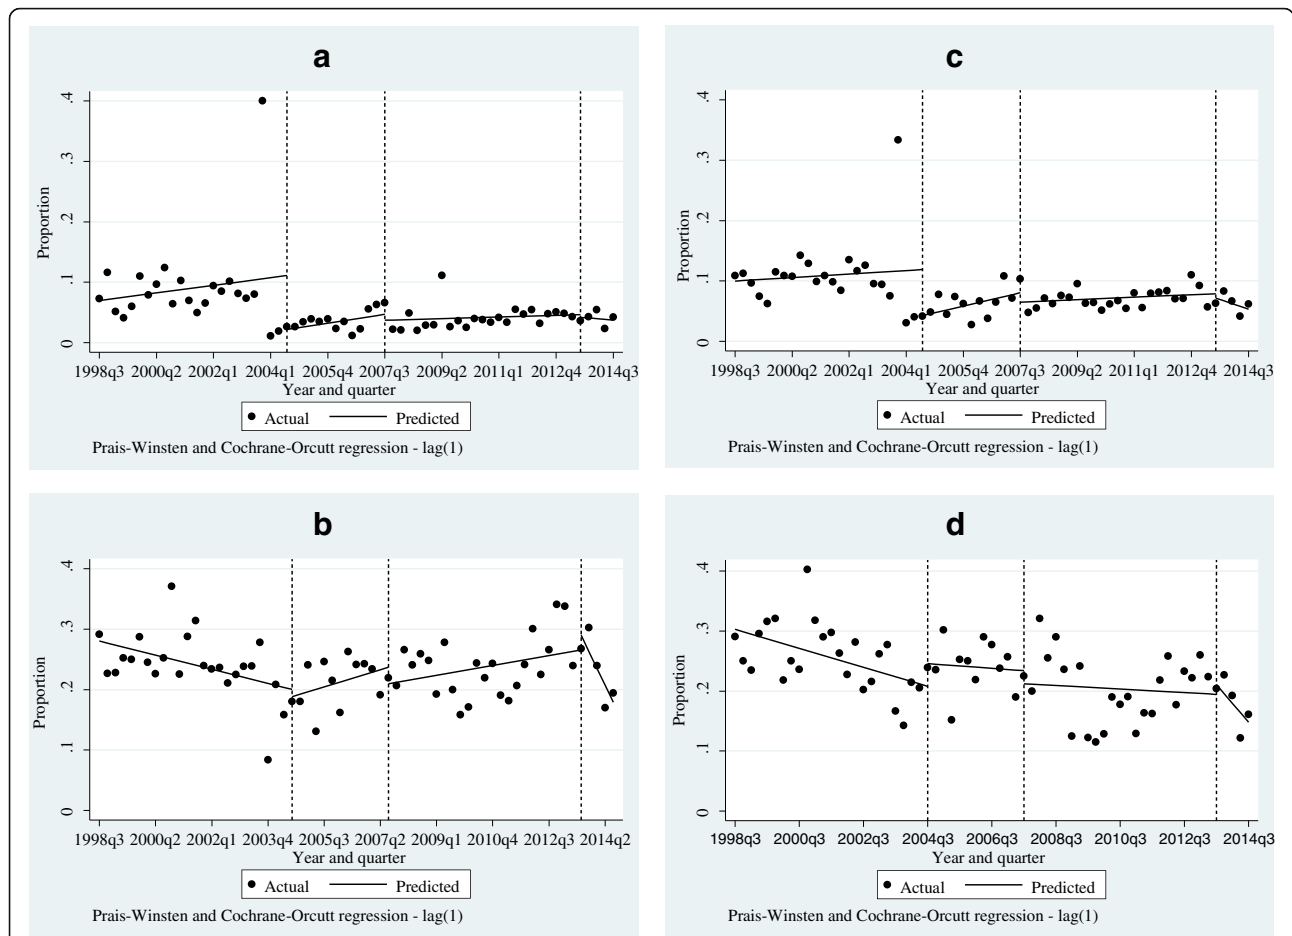 a
.4
.3
.2
.1
0
Proportion
1998q3 2000q2 2002q1 2004q1 2005q4 2007q3 2009q2 2011q1 2012q4 2014q3
Year and quarter
Actual Predicted
Prais-Winsten and Cochrane-Orcutt regression - lag(1)
c
.4
.3
.2
.1
0
Proportion
1998q3 2000q2 2002q1 2004q1 2005q4 2007q3 2009q2 2011q1 2012q4 2014q3
Year and quarter
Actual Predicted
Prais-Winsten and Cochrane-Orcutt regression - lag(1)
b
.4
.3
.2
.1
0
Proportion
1998q3 2000q2 2002q1 2003q4 2005q3 2007q2 2009q1 2010q4 2012q3 2014q2
Year and quarter
Actual Predicted
Prais-Winsten and Cochrane-Orcutt regression - lag(1)
d
.4
.3
.2
.1
0
Proportion
1998q3 2000q3 2002q3 2004q3 2006q3 2008q3 2010q3 2012q3 2014q3
Year and quarter
Actual Predicted
Prais-Winsten and Cochrane-Orcutt regression - lag(1)